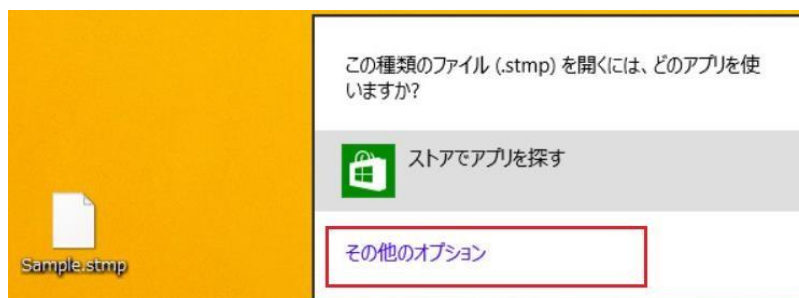 この種類のファイル (.stmp) を開くには、どのアプリを使
いますか?
ストアでアプリを探す
その他のオプション
Sample.stmp